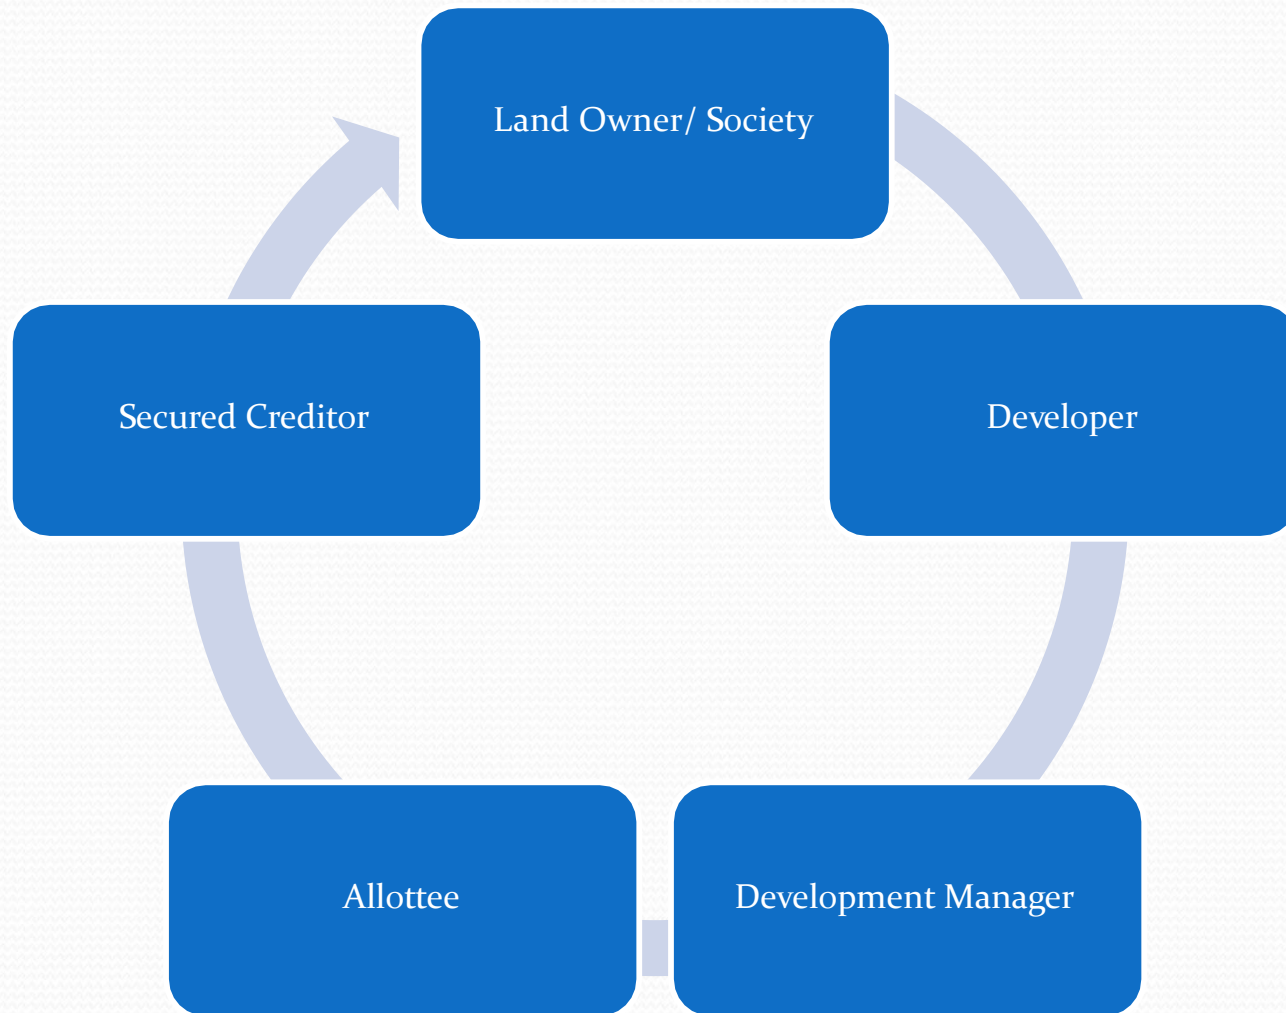 Land Owner/ Society
Secured Creditor
Developer
Allottee
Development Manager